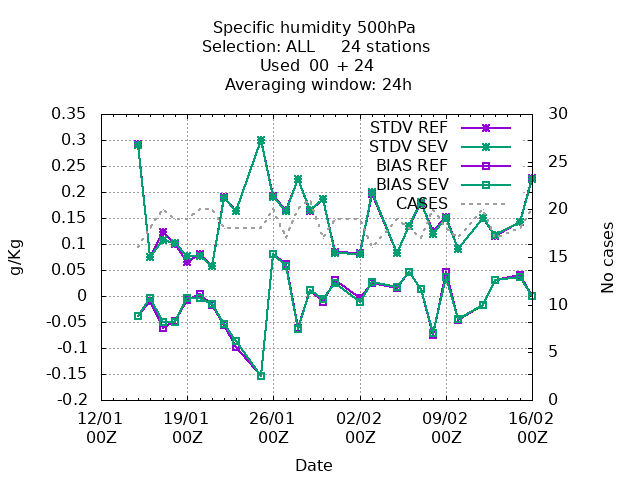 Specific humidity 500hPa
Selection: ALL     24 stations
Used  00  + 24
Averaging window: 24h
0.35
0.3
0.25
0.2
0.15
0.1
0.05
0
-0.05
-0.1
-0.15
-0.2
g/Kg
STDV REF
STDV SEV
BIAS REF
BIAS SEV
CASES
30
25
20
15
10
5
0
No cases
12/01 19/01 26/01 02/02 09/02 16/02
00Z 00Z 00Z 00Z 00Z 00Z
Date